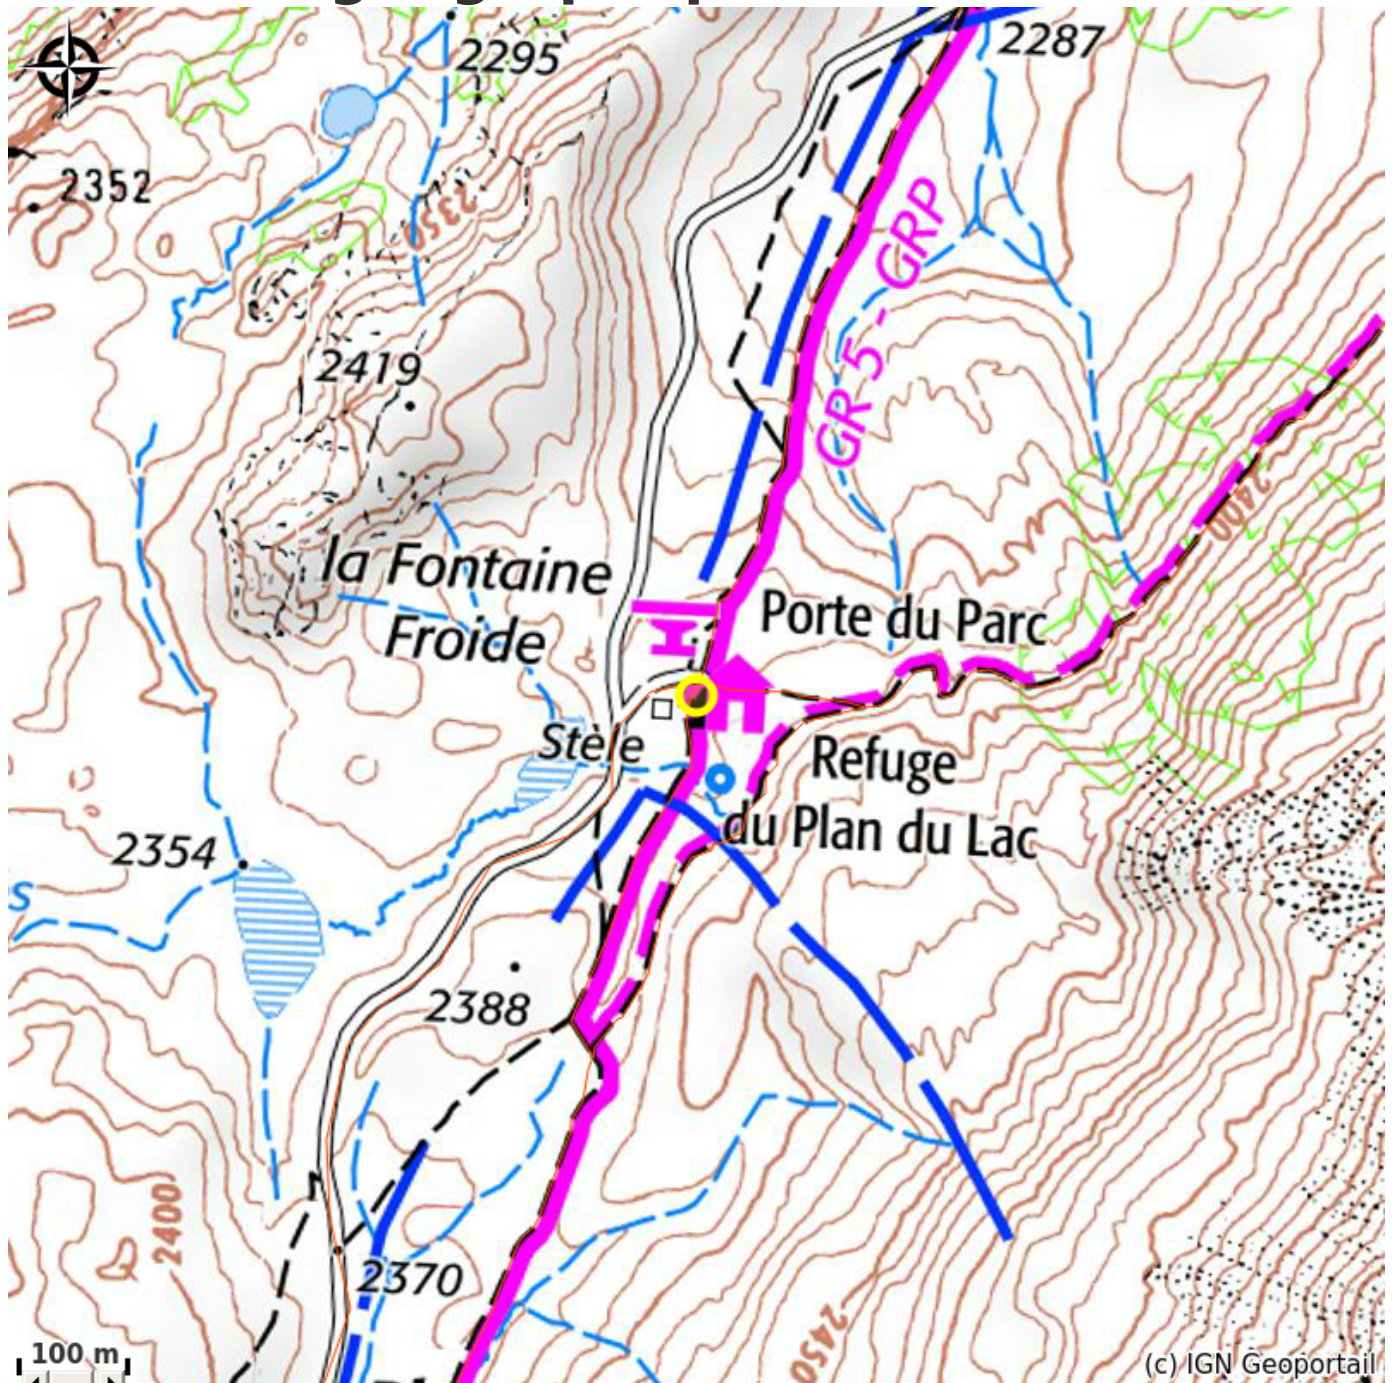 2295
2287
2352
2350
GR 5 - GRP
2419
2400
la Fontaine
Froide
Porte du Parc
Stèle
Refuge
du Plan du Lac
2354
S
2388
2400
2370
2450
100 m
(c) IGN Geoportail